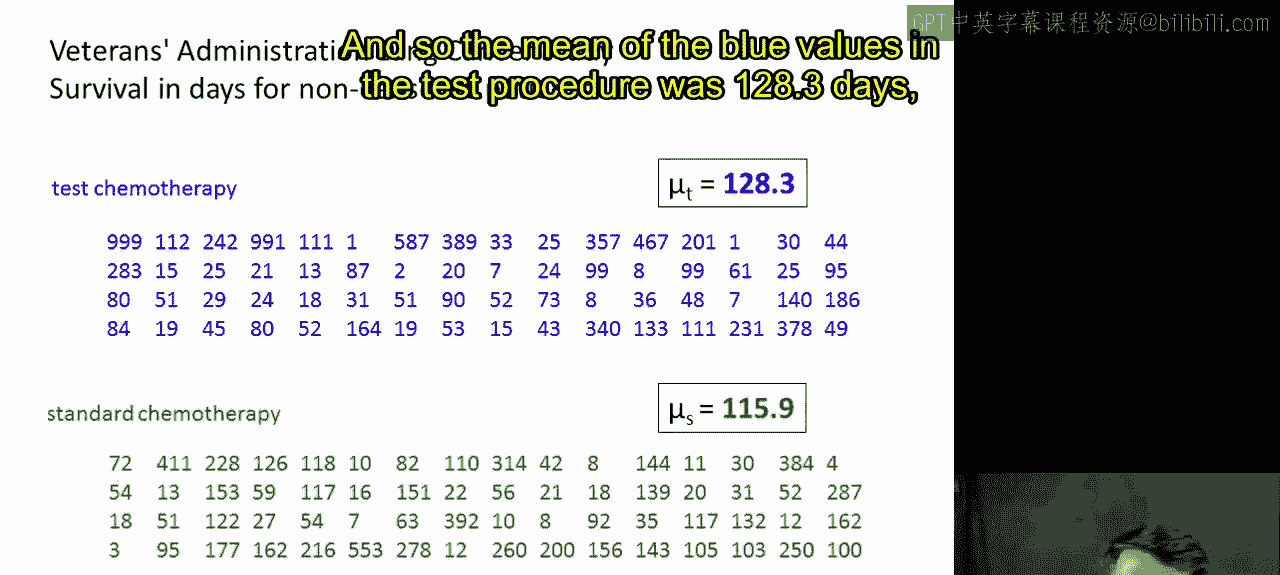 GPT中英字幕课程资源@bilibili.com
Veterans' Administrati
And so the mean of the blue values in
Survival in days for non-
the test procedure was 128.3 days,
test chemotherapy
μt = 128.3
999 112 242 991 111 1 587 389 33 25 357 467 201 1 30 44
283 15 25 21 13 87 2 20 7 24 99 8 99 61 25 95
80 51 29 24 18 31 51 90 52 73 8 36 48 7 140 186
84 19 45 80 52 164 19 53 15 43 340 133 111 231 378 49
standard chemotherapy
μs = 115.9
72 411 228 126 118 10 82 110 314 42 8 144 11 30 384 4
54 13 153 59 117 16 151 22 56 21 18 139 20 31 52 287
18 51 122 27 54 7 63 392 10 8 92 35 117 132 12 162
3 95 177 162 216 553 278 12 260 200 156 143 105 103 250 100